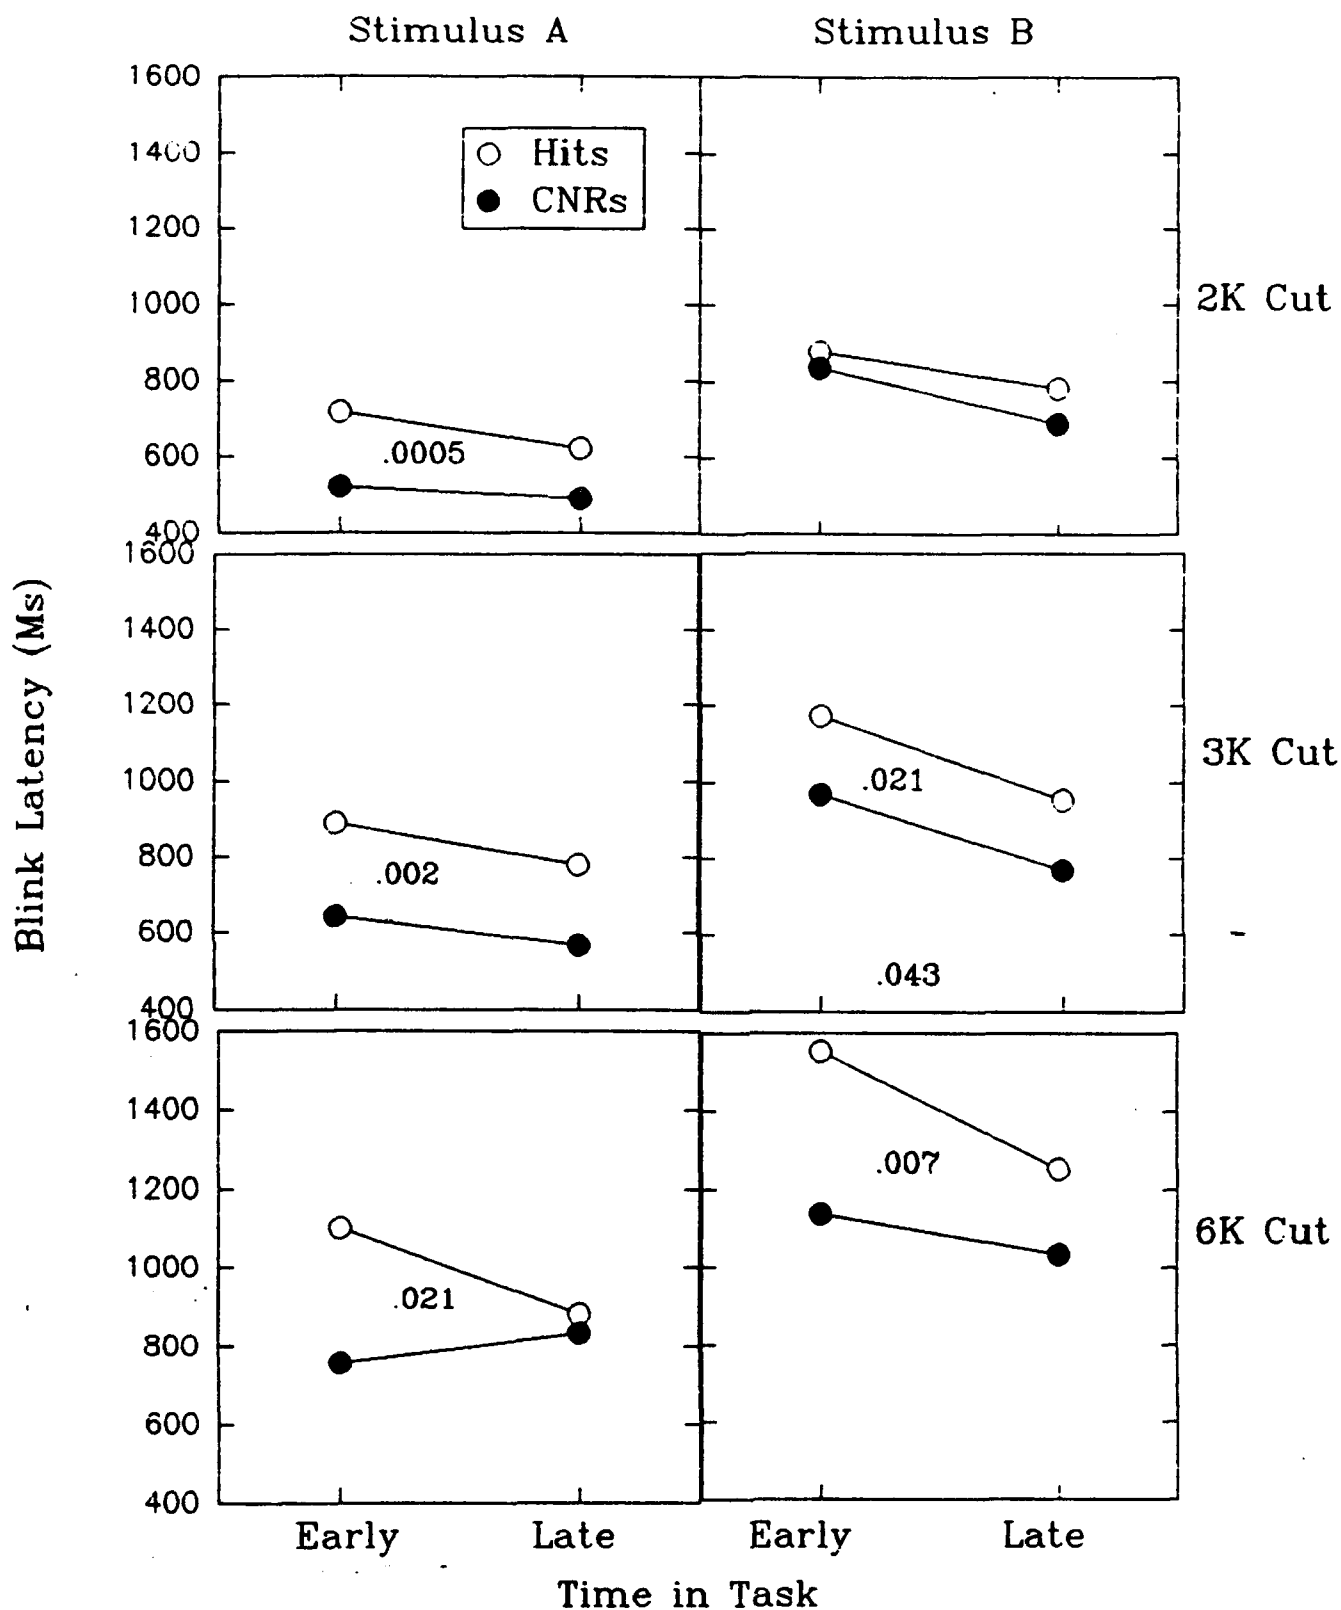 Stimulus A
Stimulus B
1600
1400
1200
1000
800
600
400
Hits
CNRs
.0005
2K Cut
Blink Latency (Ms)
1600
1400
1200
1000
800
600
400
.002
.021
.043
3K Cut
1600
1400
1200
1000
800
600
400
.021
.007
6K Cut
Early
Late
Early
Late
Time in Task